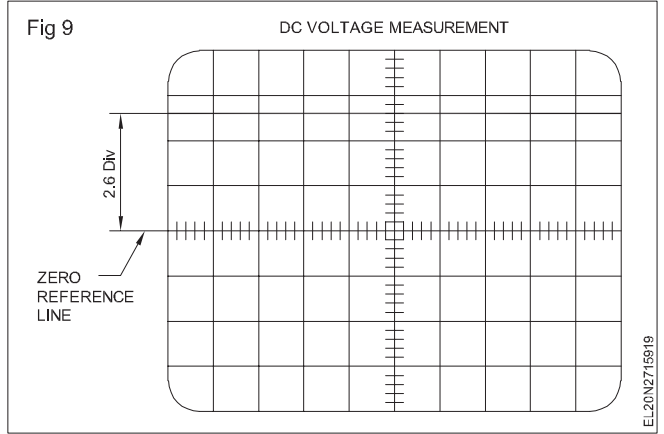 Fig 9
DC VOLTAGE MEASUREMENT
2.6 Div
ZERO
REFERENCE
LINE
EL20N2715919